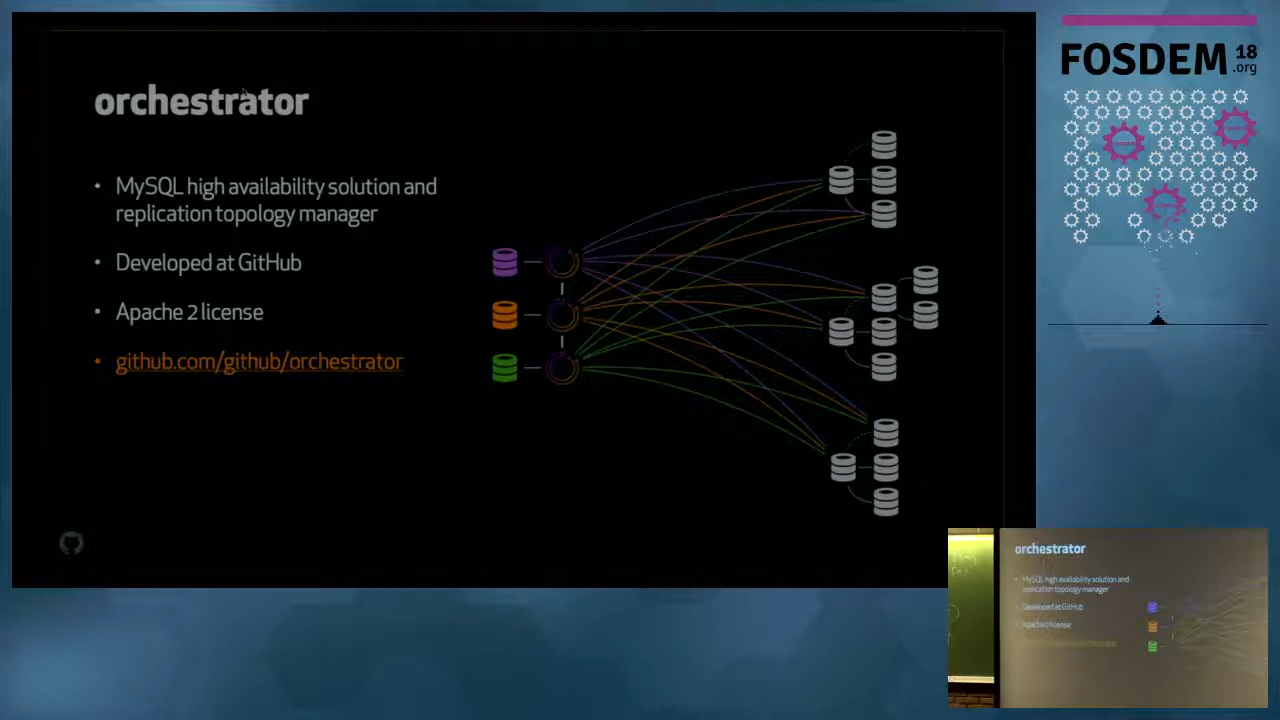 orchestrator
• MySQL high availability solution and
replication topology manager
• Developed at GitHub
• Apache 2 license
• github.com/github/orchestrator
FOSDEM 18
.org
orchestrator
• MySQL high availability solution and
replication topology manager
• Developed at GitHub
• Apache 2 license